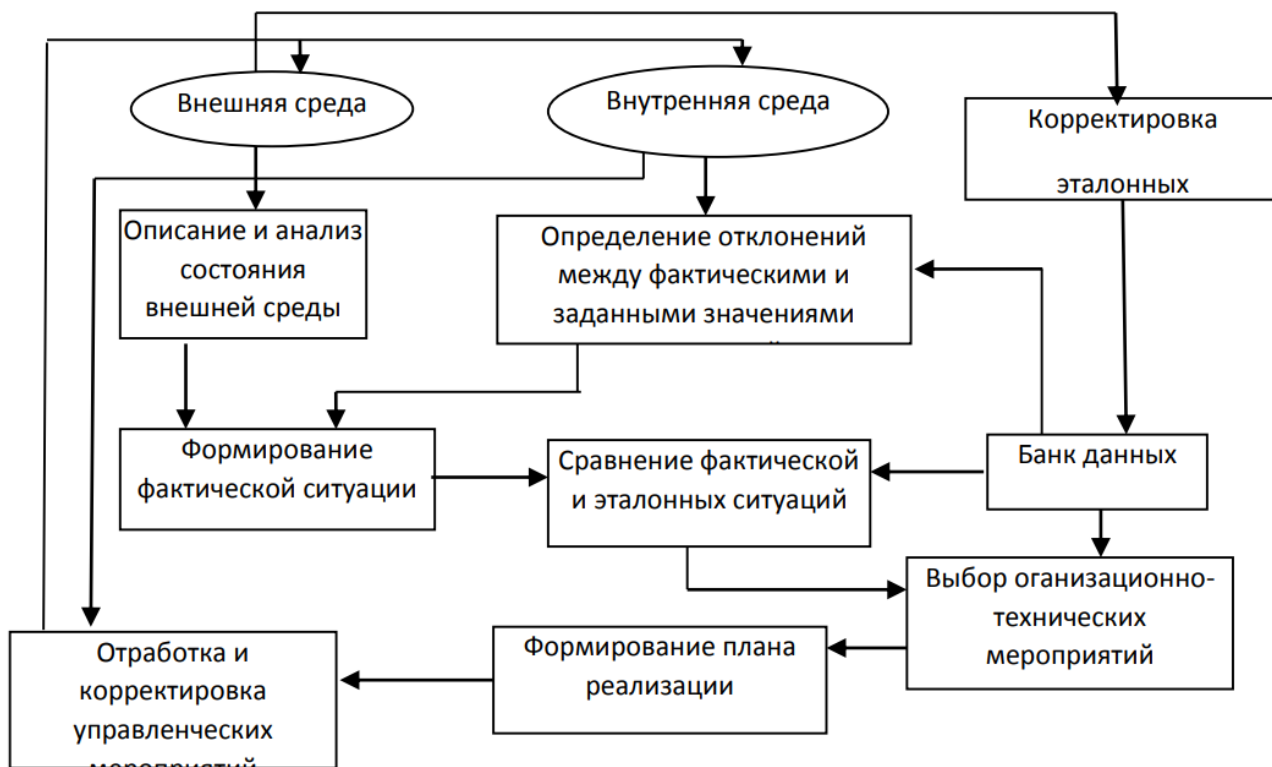 Внешняя среда
Внутренняя среда
Корректировка
эталонных
Описание и анализ
состояния
внешней среды
Определение отклонений
между фактическими и
заданными значениями
Формирование
фактической ситуации
Сравнение фактической
и эталонных ситуаций
Банк данных
Выбор оганизационно-
технических
мероприятий
Формирование плана
реализации
Отработка и
корректировка
управленческих
мероприятий